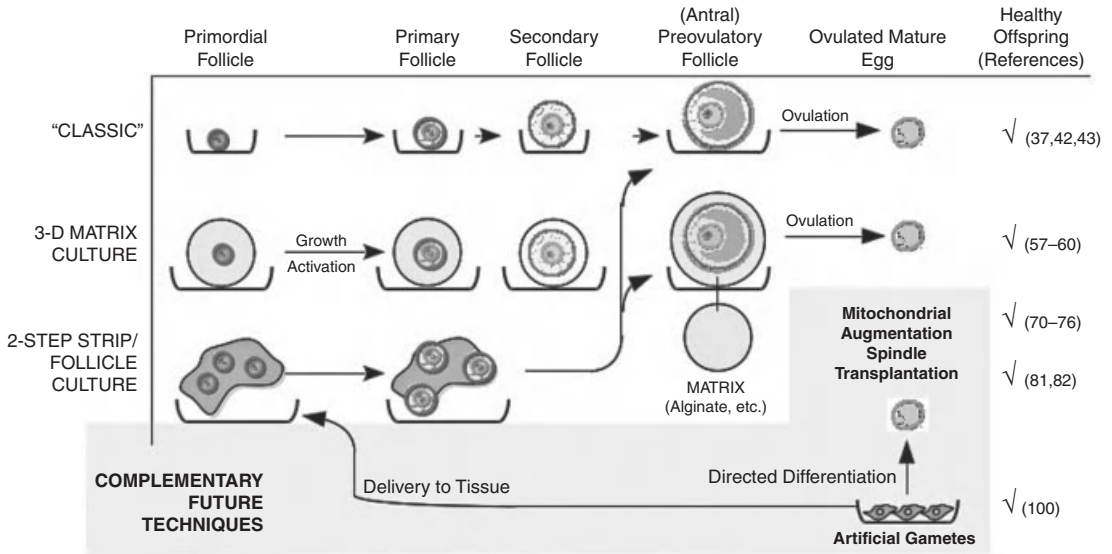 Primordial
Follicle
Primary
Follicle
Secondary
Follicle
(Antral)
Preovulatory
Follicle
Ovulated Mature
Egg
Healthy
Offspring
(References)
“CLASSIC”
Ovulation
√ (37,42,43)
3-D MATRIX
CULTURE
Growth
Activation
Ovulation
√ (57–60)
2-STEP STRIP/
FOLLICLE
CULTURE
MATRIX
(Alginate, etc.)
Mitochondrial
Augmentation
Spindle
Transplantation
√ (70–76)
√ (81,82)
COMPLEMENTARY
FUTURE
TECHNIQUES
Delivery to Tissue
Directed Differentiation
Artificial Gametes
√ (100)